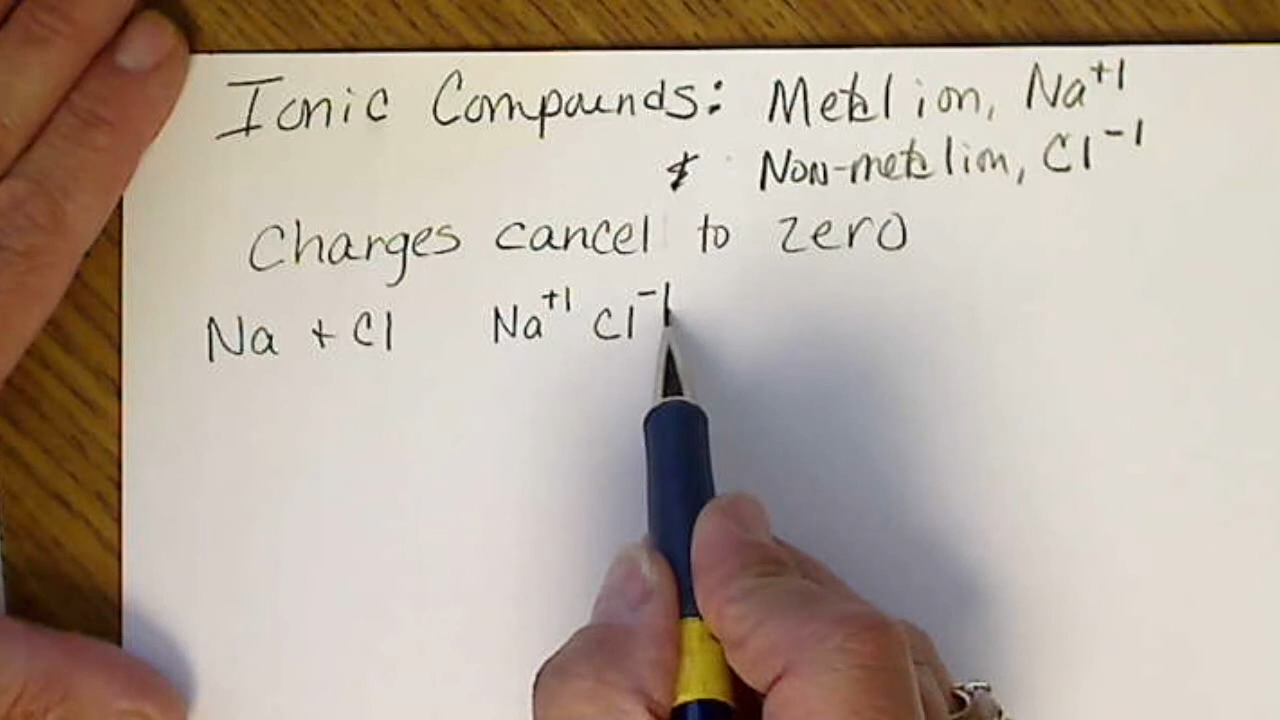 Ionic Compounds: Metal ion, Na⁺¹
& Non-metal ion, Cl⁻¹
Charges cancel to zero
Na + Cl Na⁺¹ Cl⁻¹